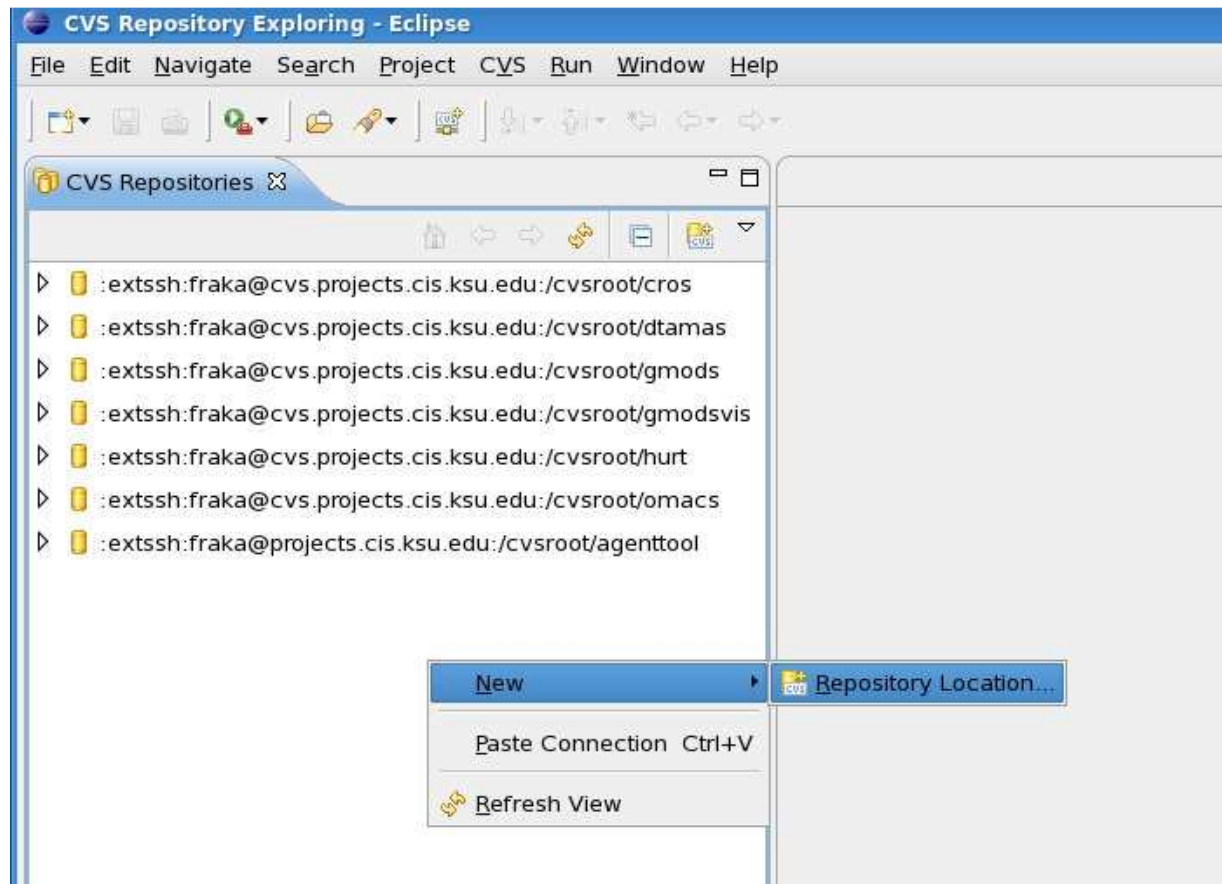 CVS Repository Exploring - Eclipse
File Edit Navigate Search Project CVS Run Window Help
CVS Repositories
:extssh:fraka@cvs.projects.cis.ksu.edu:/cvsroot/cros
:extssh:fraka@cvs.projects.cis.ksu.edu:/cvsroot/dtamas
:extssh:fraka@cvs.projects.cis.ksu.edu:/cvsroot/gmods
:extssh:fraka@cvs.projects.cis.ksu.edu:/cvsroot/gmodsvis
:extssh:fraka@cvs.projects.cis.ksu.edu:/cvsroot/hurt
:extssh:fraka@cvs.projects.cis.ksu.edu:/cvsroot/omacs
:extssh:fraka@projects.cis.ksu.edu:/cvsroot/agenttool
New
Repository Location...
Paste Connection Ctrl+V
Refresh View